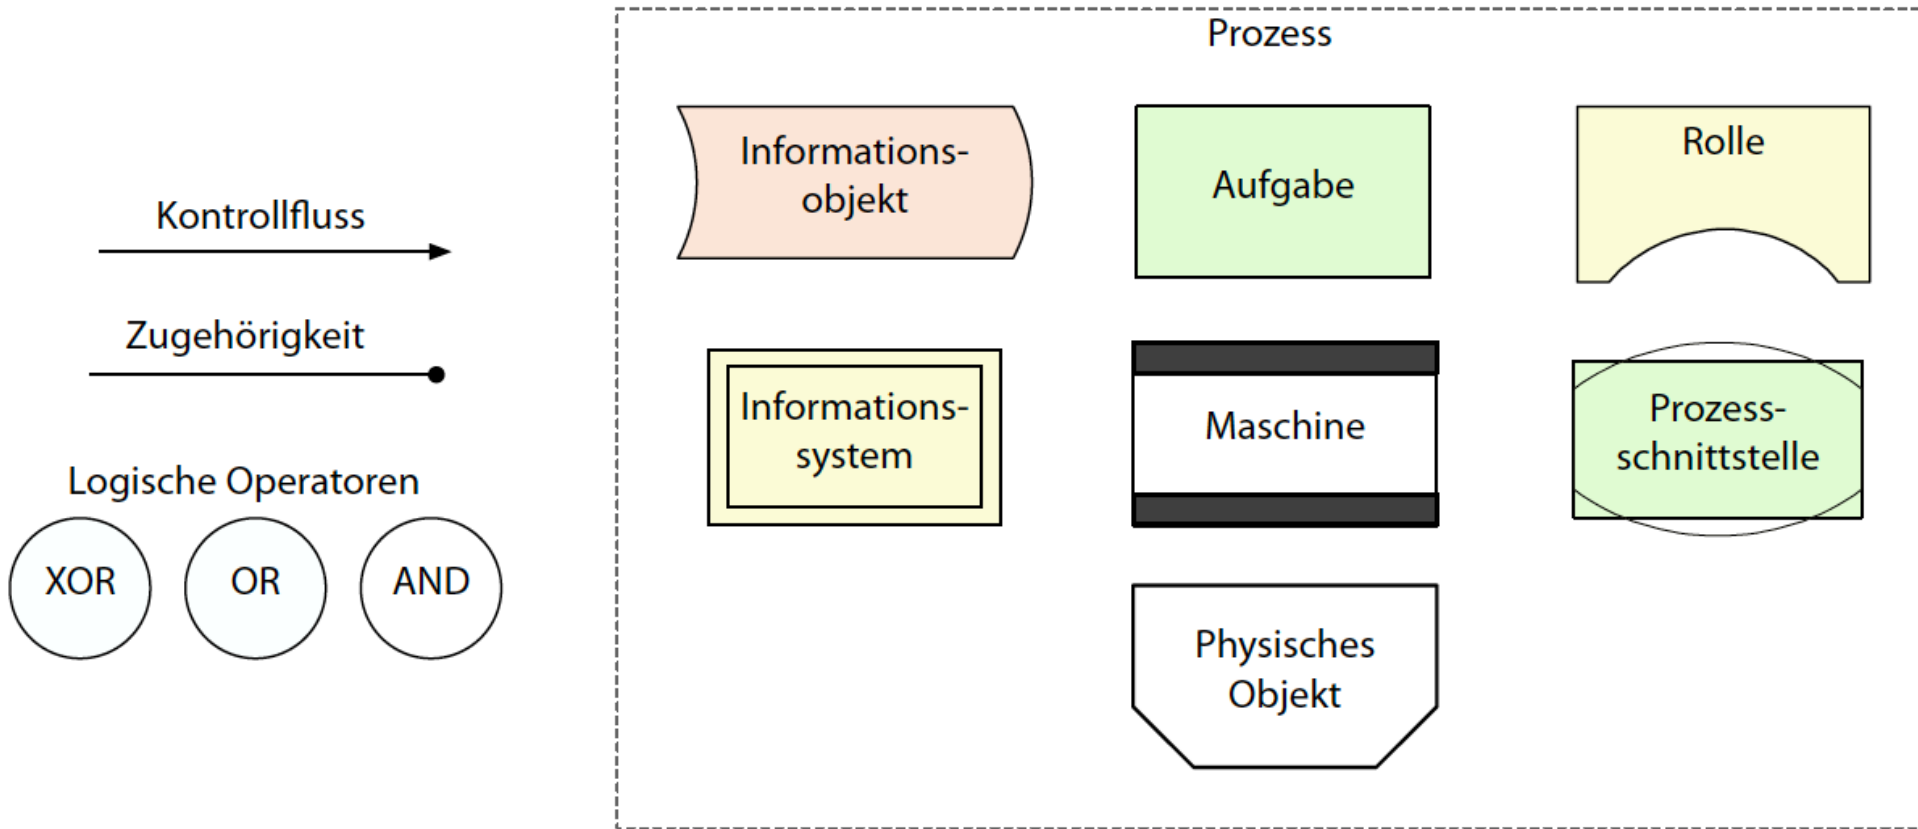 Prozess
Informations-
objekt
Aufgabe
Rolle
Kontrollfluss
Zugehörigkeit
Informations-
system
Maschine
Prozess-
schnittstelle
Logische Operatoren
XOR
OR
AND
Physisches
Objekt